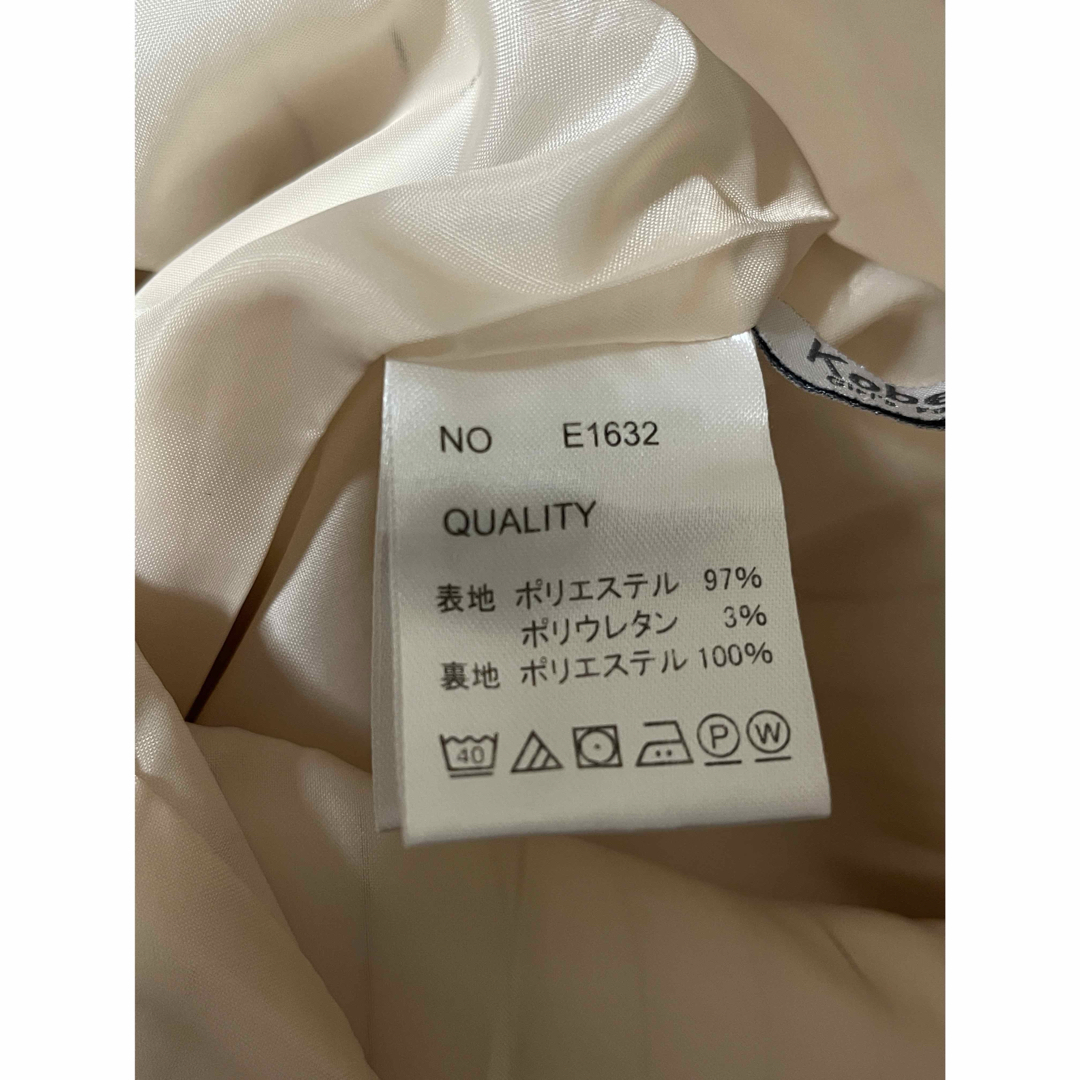 NO E1632
QUALITY
表地 ポリエステル 97%
ポリウレタン 3%
裏地 ポリエステル 100%
40 P W